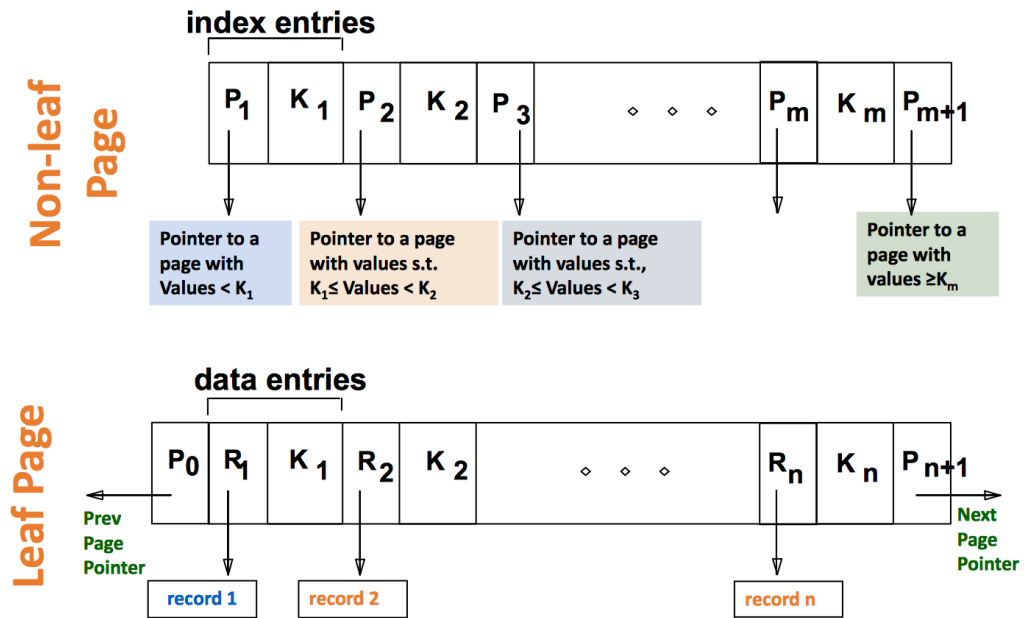 index entries
Non-leaf
Page
P1 K1 P2 K2 P3 Pm Km Pm+1
Pointer to a
page with
Values < K1
Pointer to a page
with values s.t.
K1≤ Values < K2
Pointer to a page
with values s.t.,
K2≤ Values < K3
Pointer to a
page with
values ≥Km
data entries
Leaf Page
P0 R1 K1 R2 K2 Rn Kn Pn+1
Prev
Page
Pointer
Next
Page
Pointer
record 1
record 2
record n